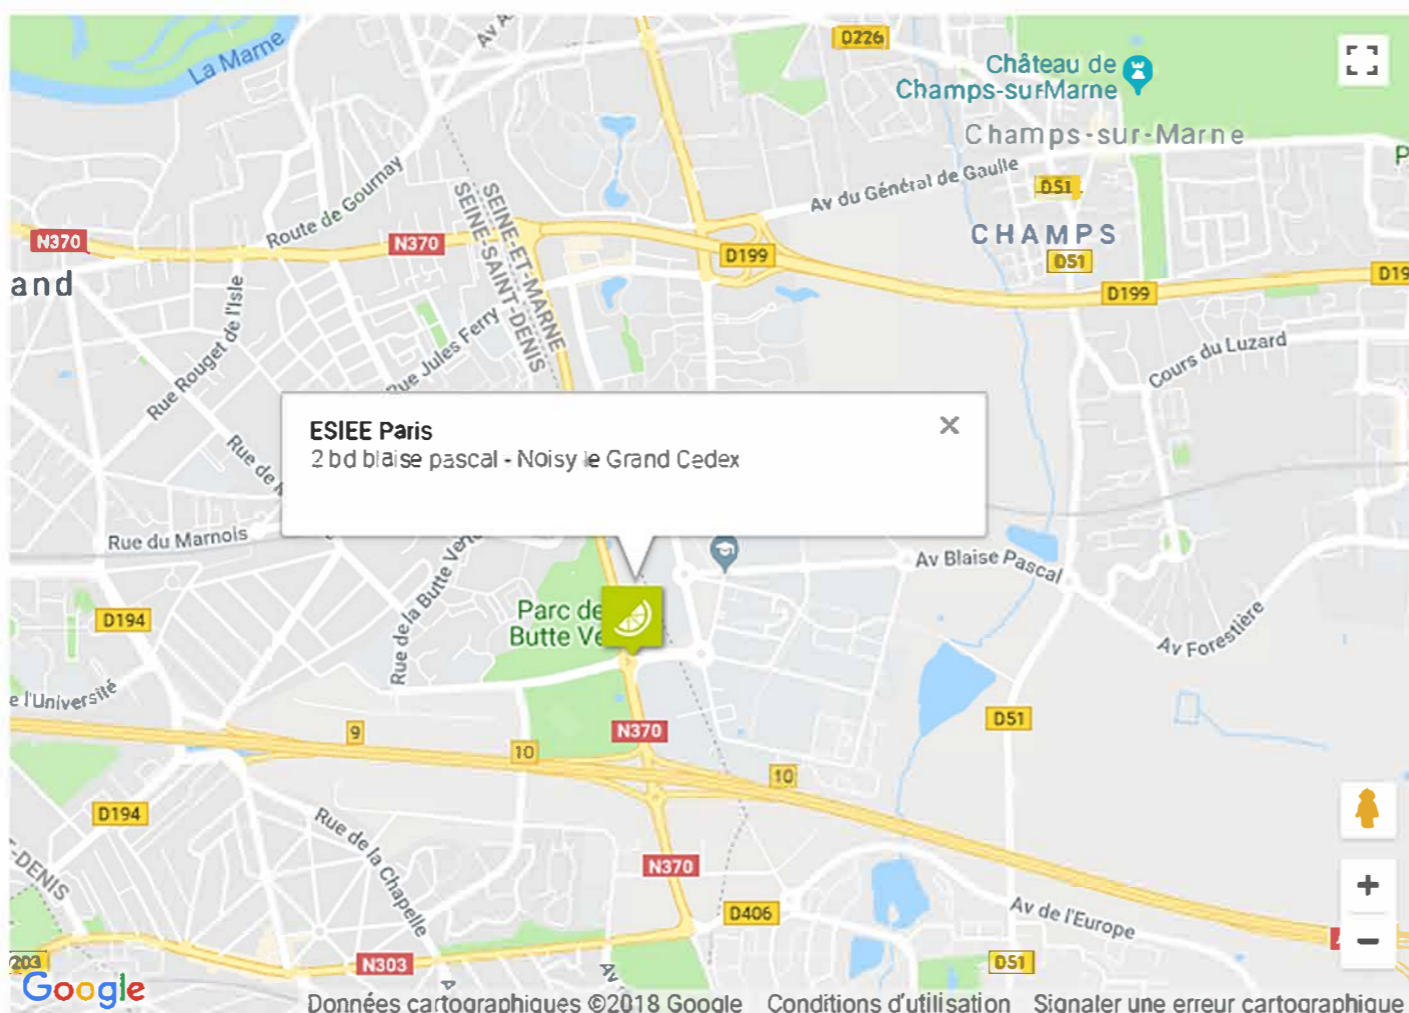 La Marne
D226
Château de
Champs-surMarne
Champs-sur-Marne
Route de Gournay
SEINE-ET-MARNE
SEINE-SAINT-DENIS
Av du Général de Gaulle
D51
N370
N370
CHAMPS
D199
D51
and
D199
D19
Rue Rouget de l'Isle
Rue Jules Ferry
Cours du Luzard
ESIEE Paris
2 bd blaise pascal - Noisy le Grand Cedex
Rue de
Rue du Marnois
Rue de la Butte Verte
Av Blaise Pascal
Parc de
Butte Ve
D194
Av Forestière
e l'Université
N370
D51
9
10
10
D194
Rue de la Chapelle
-DENIS
N370
D406
Av de l'Europe
203
N303
D51
Av
A
Google
Données cartographiques ©2018 Google Conditions d'utilisation Signaler une erreur cartographique